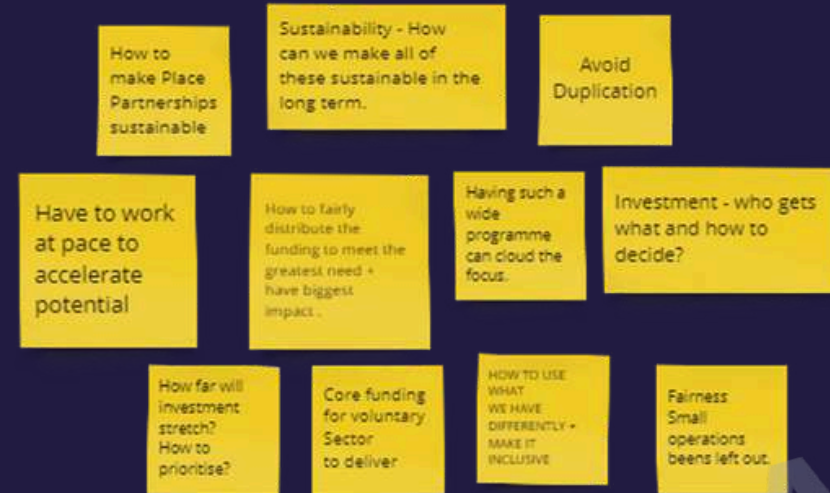 How to
make Place
Partnerships
sustainable
Sustainability - How
can we make all of
these sustainable in the
long term.
Avoid
Duplication
Have to work
at pace to
accelerate
potential
How to fairly
distribute the
funding to meet the
greatest need +
have biggest
impact .
Having such a
wide
programme
can cloud the
focus.
Investment - who gets
what and how to
decide?
How far will
investment
stretch?
How to
prioritise?
Core funding
for voluntary
Sector
to deliver
HOW TO USE
WHAT
WE HAVE
DIFFERENTLY +
MAKE IT
INCLUSIVE
Fairness
Small
operations
beens left out.